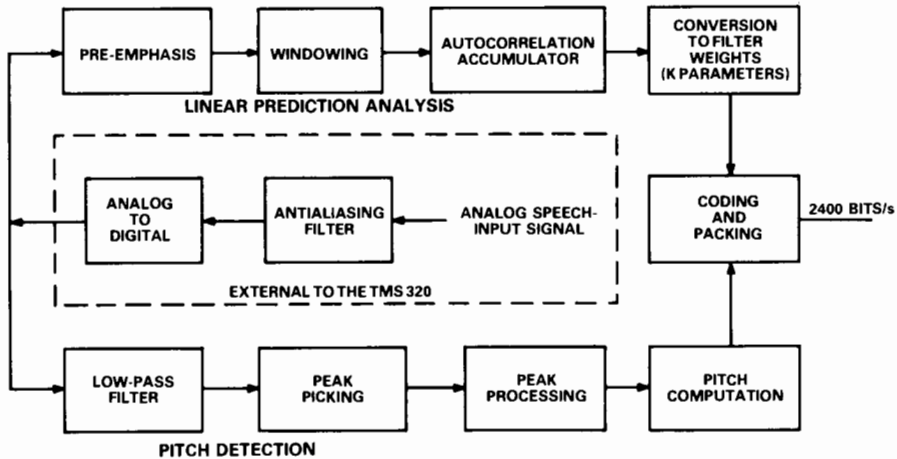 PRE-EMPHASIS
WINDOWING
AUTOCORRELATION
ACCUMULATOR
CONVERSION
TO FILTER
WEIGHTS
(K PARAMETERS)
LINEAR PREDICTION ANALYSIS
ANALOG
TO
DIGITAL
ANTIALIASING
FILTER
ANALOG SPEECH-
INPUT SIGNAL
CODING
AND
PACKING
2400 BITS/s
EXTERNAL TO THE TMS 320
LOW-PASS
FILTER
PEAK
PICKING
PEAK
PROCESSING
PITCH
COMPUTATION
PITCH DETECTION